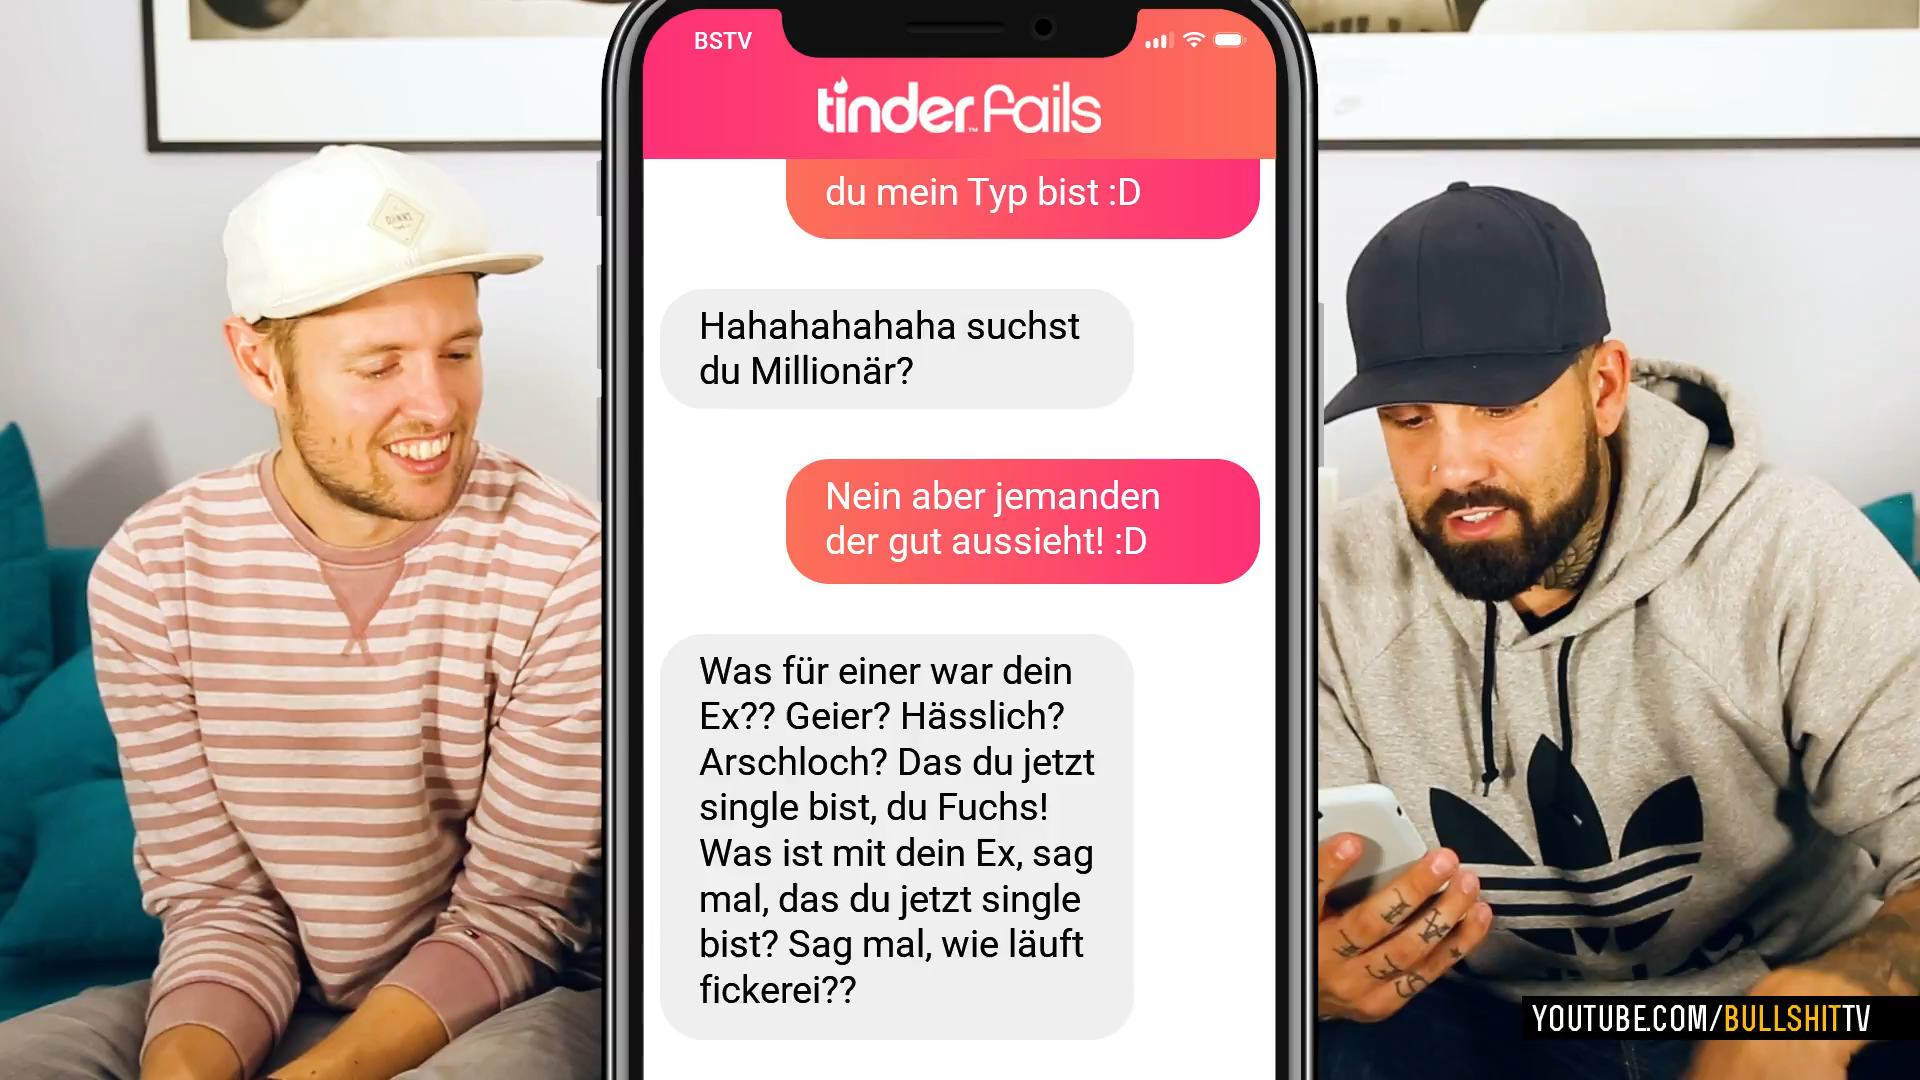 BSTV
tinder.fails
du mein Typ bist :D
Hahahahahaha suchst
du Millionär?
Nein aber jemanden
der gut aussieht! :D
Was für einer war dein
Ex?? Geier? Hässlich?
Arschloch? Das du jetzt
single bist, du Fuchs!
Was ist mit dein Ex, sag
mal, das du jetzt single
bist? Sag mal, wie läuft
fickerei??
YOUTUBE.COM/BULLSHITTV